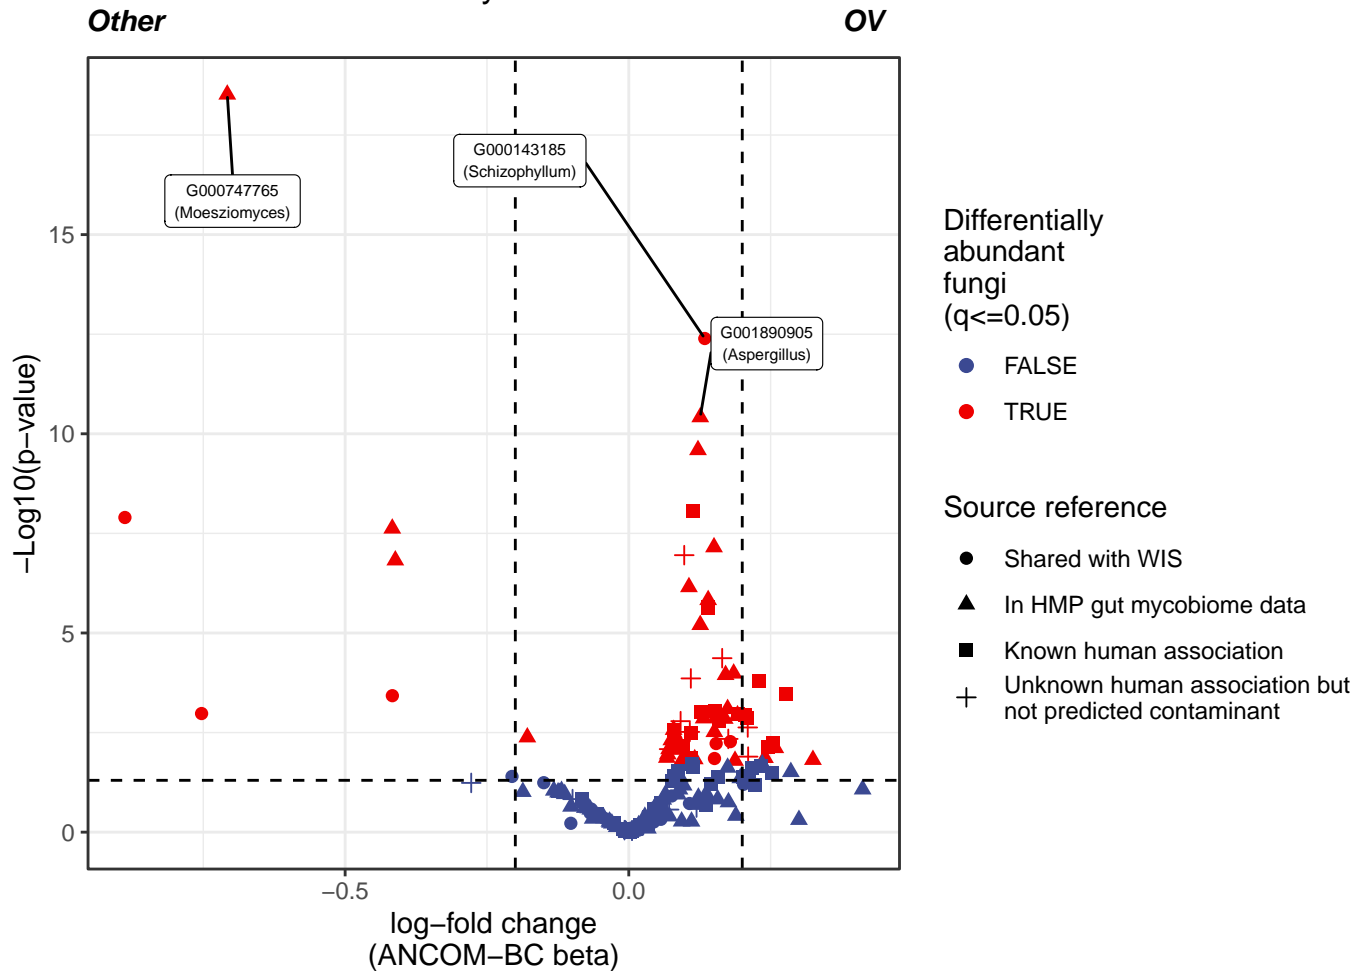 Other
OV
G000747765
(Moesziomyces)
G000143185
(Schizophyllum)
G001890905
(Aspergillus)
15
10
5
0
−0.5
0.0
−Log10(p−value)
log−fold change
(ANCOM−BC beta)
Differentially
abundant
fungi
(q<=0.05)
FALSE
TRUE
Source reference
Shared with WIS
In HMP gut mycobiome data
Known human association
Unknown human association but
not predicted contaminant